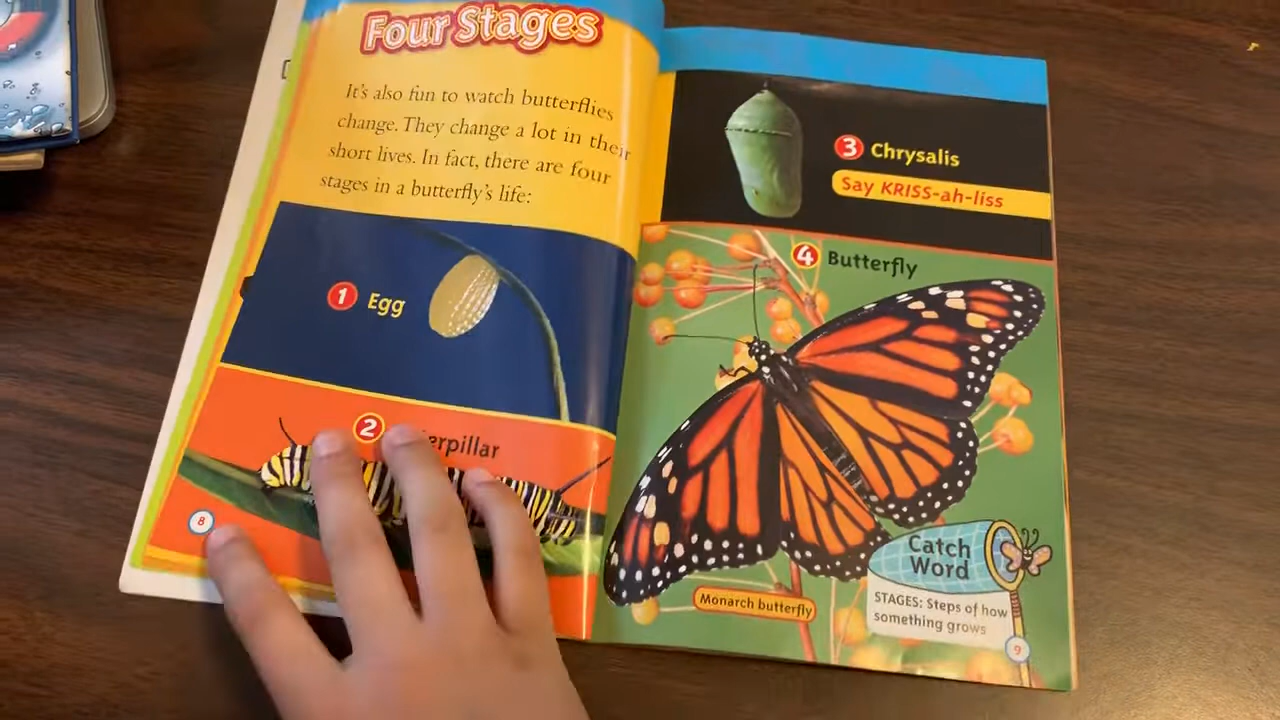 Four Stages
It's also fun to watch butterflies
change. They change a lot in their
short lives. In fact, there are four
stages in a butterfly's life:
1 Egg
2
8
3 Chrysalis
Say KRISS-ah-liss
4 Butterfly
Monarch butterfly
Catch
Word
STAGES: Steps of how
something grows
9